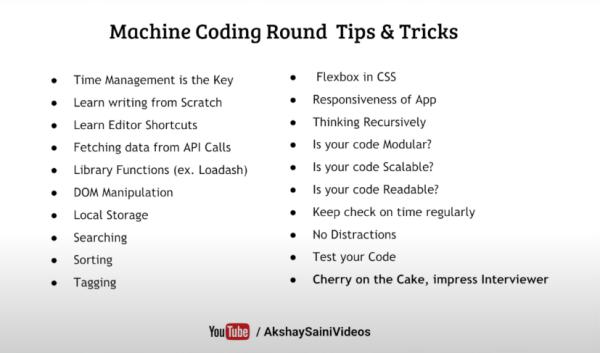 Machine Coding Round Tips & Tricks
● Time Management is the Key
● Learn writing from Scratch
● Learn Editor Shortcuts
● Fetching data from API Calls
● Library Functions (ex. Loadash)
● DOM Manipulation
● Local Storage
● Searching
● Sorting
● Tagging
● Flexbox in CSS
● Responsiveness of App
● Thinking Recursively
● Is your code Modular?
● Is your code Scalable?
● Is your code Readable?
● Keep check on time regularly
● No Distractions
● Test your Code
● Cherry on the Cake, impress Interviewer
YouTube / AkshaySainiVideos